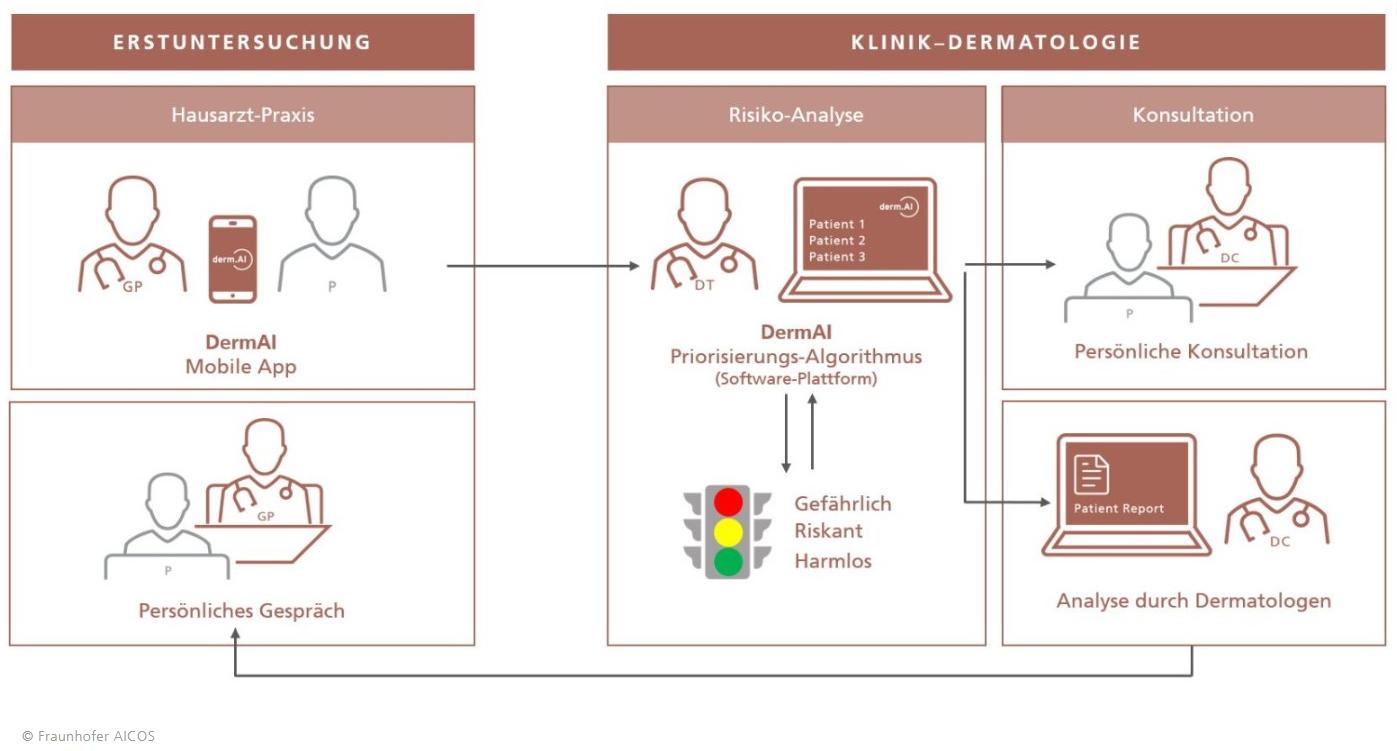 ERSTUNTERSUCHUNG
KLINIK–DERMATOLOGIE
Hausarzt-Praxis
GP
derm.AI
P
DermAI
Mobile App
GP
P
Persönliches Gespräch
Risiko-Analyse
DT
derm.AI
Patient 1
Patient 2
Patient 3
DermAI
Priorisierungs-Algorithmus
(Software-Plattform)
Gefährlich
Riskant
Harmlos
Konsultation
DC
P
Persönliche Konsultation
Patient Report
DC
Analyse durch Dermatologen
© Fraunhofer AICOS